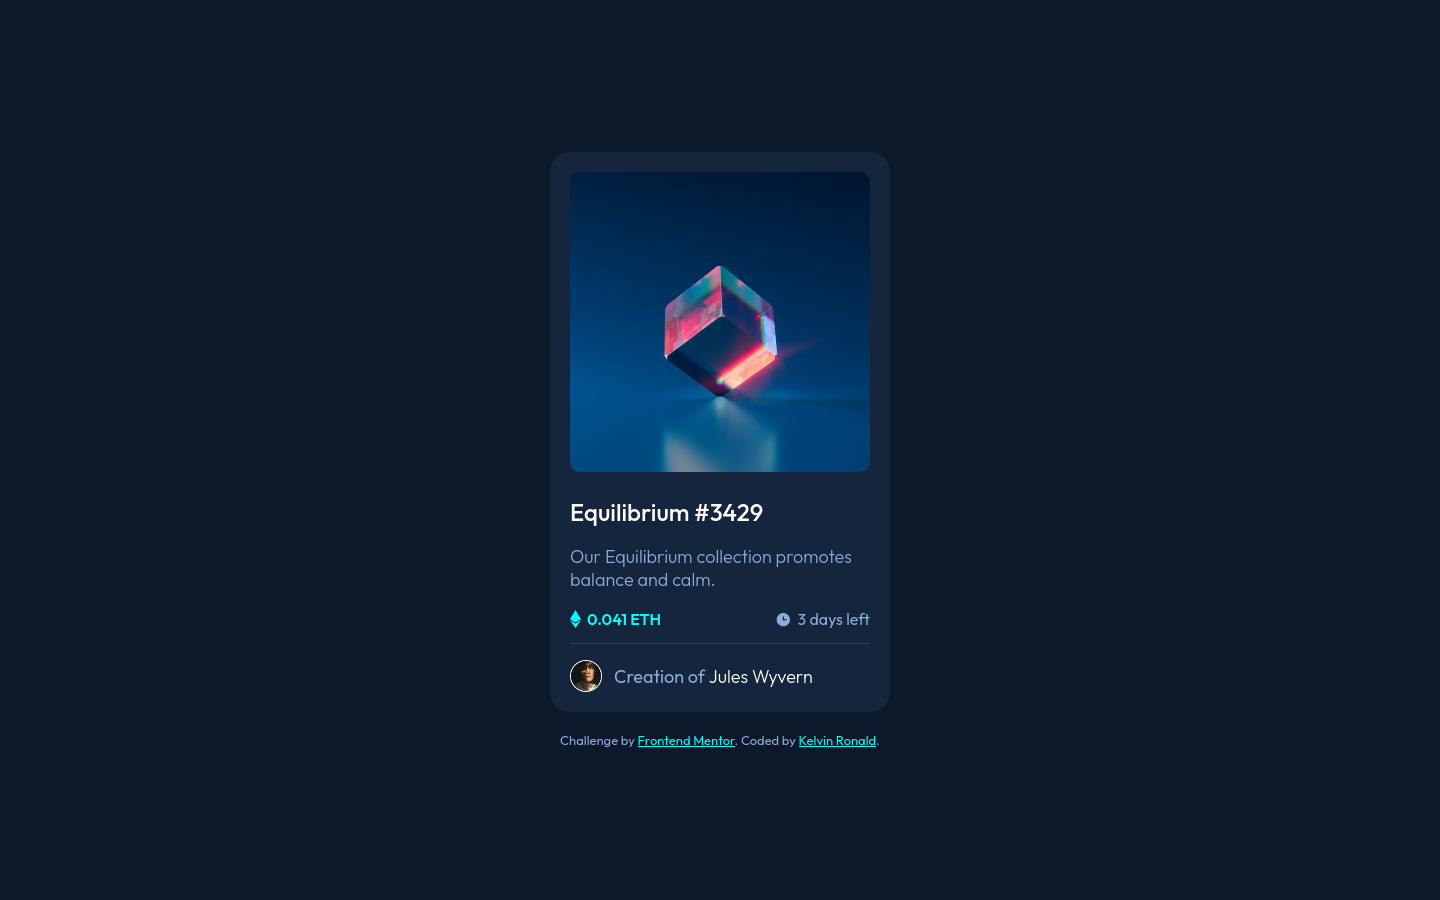 Equilibrium #3429
Our Equilibrium collection promotes
balance and calm.
0.041 ETH
3 days left
Creation of Jules Wyvern
Challenge by Frontend Mentor. Coded by Kelvin Ronald.